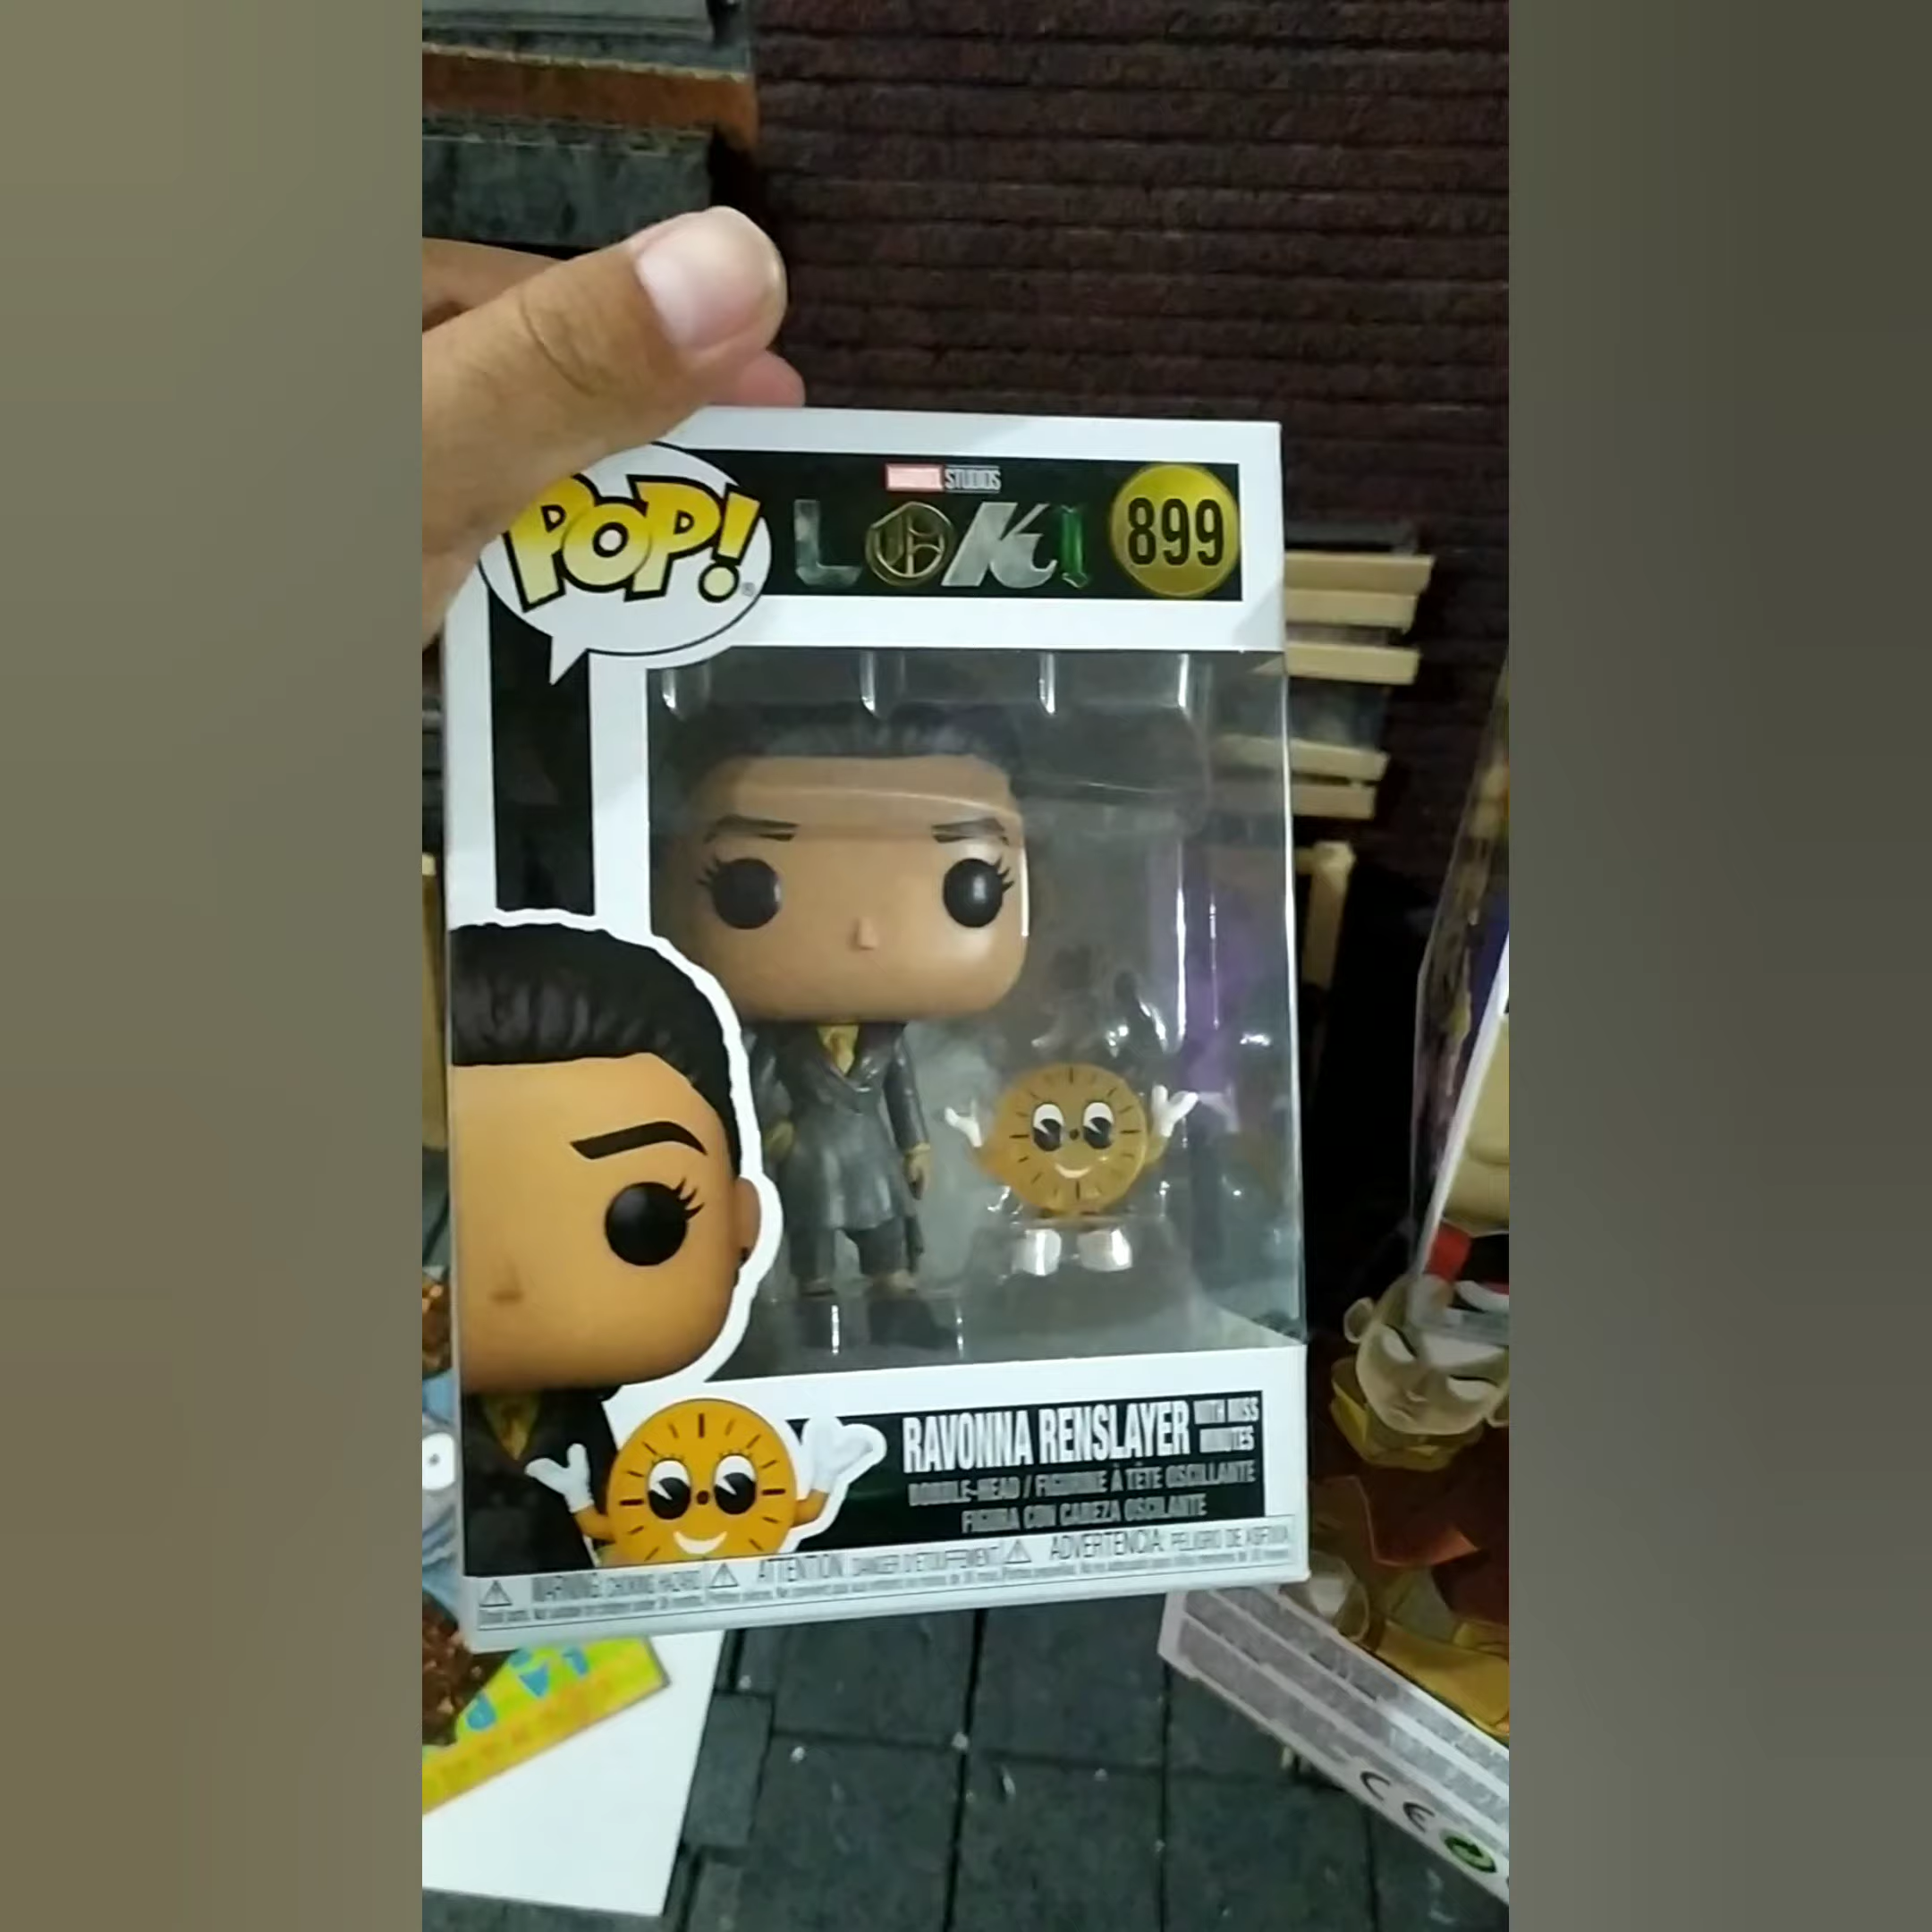 MARVEL STUDIOS
POP!
LOKI
899
RAVONNA RENSLAYER WITH MISS MINUTES
BOBBLE-HEAD / FIGURINE À TÊTE OSCILLANTE
FIGURA CON CABEZA OSCILANTE
WARNING: CHOKING HAZARD ATTENTION: DANGER D'ÉTOUFFEMENT ADVERTENCIA: PELIGRO DE ASFIXIA
CE